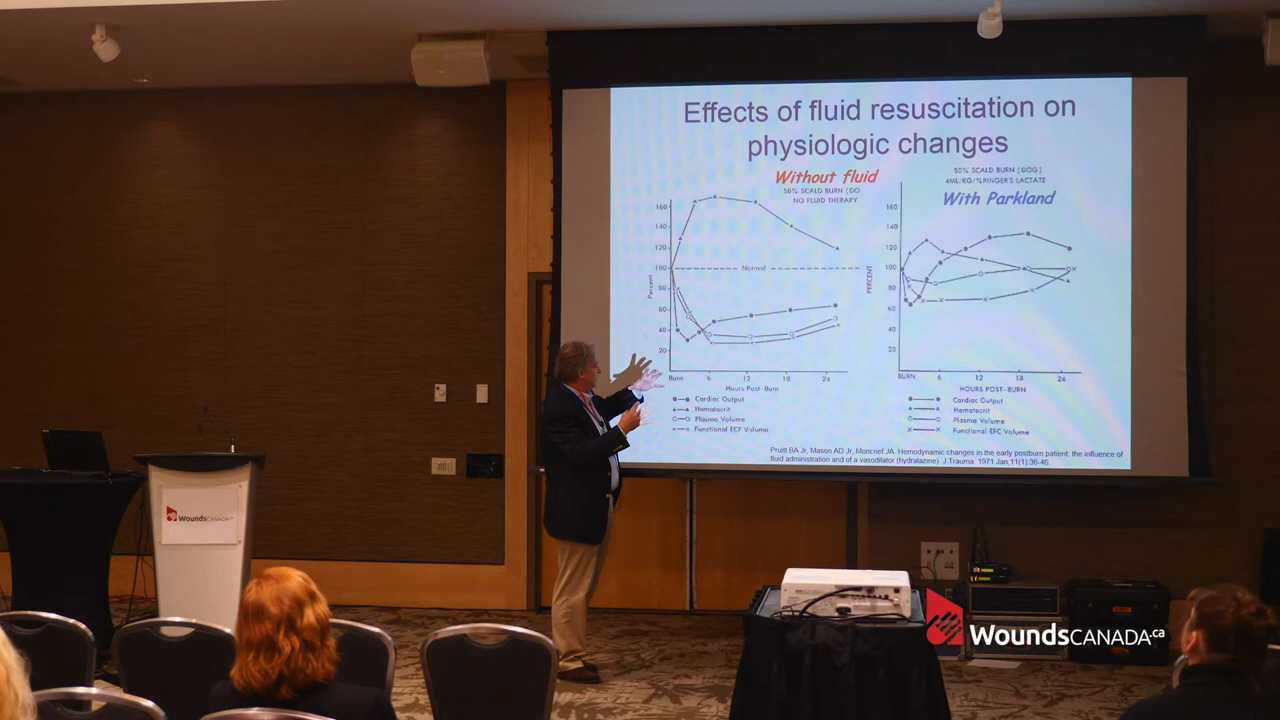 Effects of fluid resuscitation on
physiologic changes
Without fluid
50% SCALD BURN [DO
NO FLUID THERAPY
160
140
120
100
80
60
40
20
Normal
Percent
Burn 6 12 18 24
Hours Post-Burn
Cardiac Output
Hematocrit
Plasma Volume
Functional ECF Volume
50% SCALD BURN [DOG]
4ML/KG/%RINGER'S LACTATE
With Parkland
160
140
120
100
80
60
40
20
PERCENT
BURN 6 12 18 24
HOURS POST-BURN
Cardiac Output
Hematocrit
Plasma Volume
Functional EFC Volume
Pruitt BA Jr, Mason AD Jr, Moncrief JA. Hemodynamic changes in the early postburn patient: the influence of
fluid administration and of a vasodilator (hydralazine). J Trauma. 1971 Jan;11(1):36-46.
WoundsCANADA
WoundsCANADA.ca